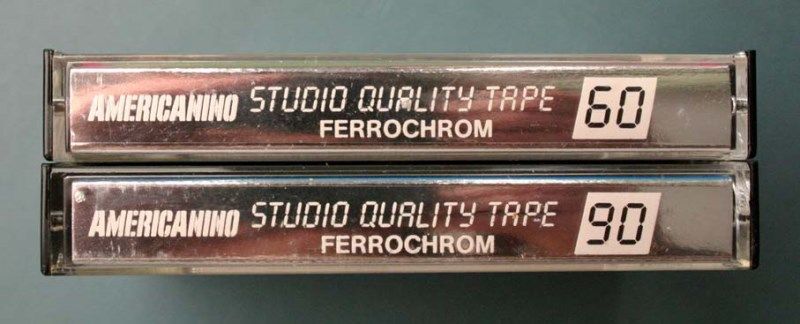 AMERICANINO STUDIO QUALITY TAPE 60
FERROCHROM
AMERICANINO STUDIO QUALITY TAPE 90
FERROCHROM